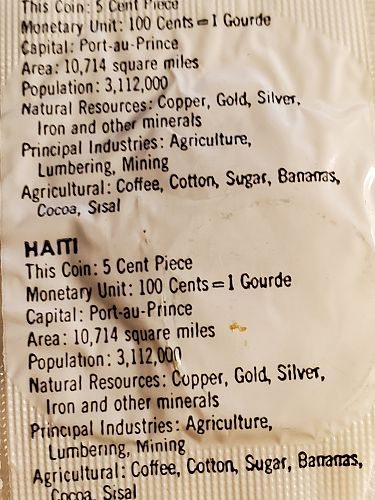 This Coin: 5 Cent Piece
Monetary Unit: 100 Cents = 1 Gourde
Capital: Port-au-Prince
Area: 10,714 square miles
Population: 3,112,000
Natural Resources: Copper, Gold, Silver,
Iron and other minerals
Principal Industries: Agriculture,
Lumbering, Mining
Agricultural: Coffee, Cotton, Sugar, Bananas,
Cocoa, Sisal
HAITI
This Coin: 5 Cent Piece
Monetary Unit: 100 Cents = 1 Gourde
Capital: Port-au-Prince
Area: 10,714 square miles
Population: 3,112,000
Natural Resources: Copper, Gold, Silver,
Iron and other minerals
Principal Industries: Agriculture,
Lumbering, Mining
Agricultural: Coffee, Cotton, Sugar, Bananas,
Cocoa, Sisal